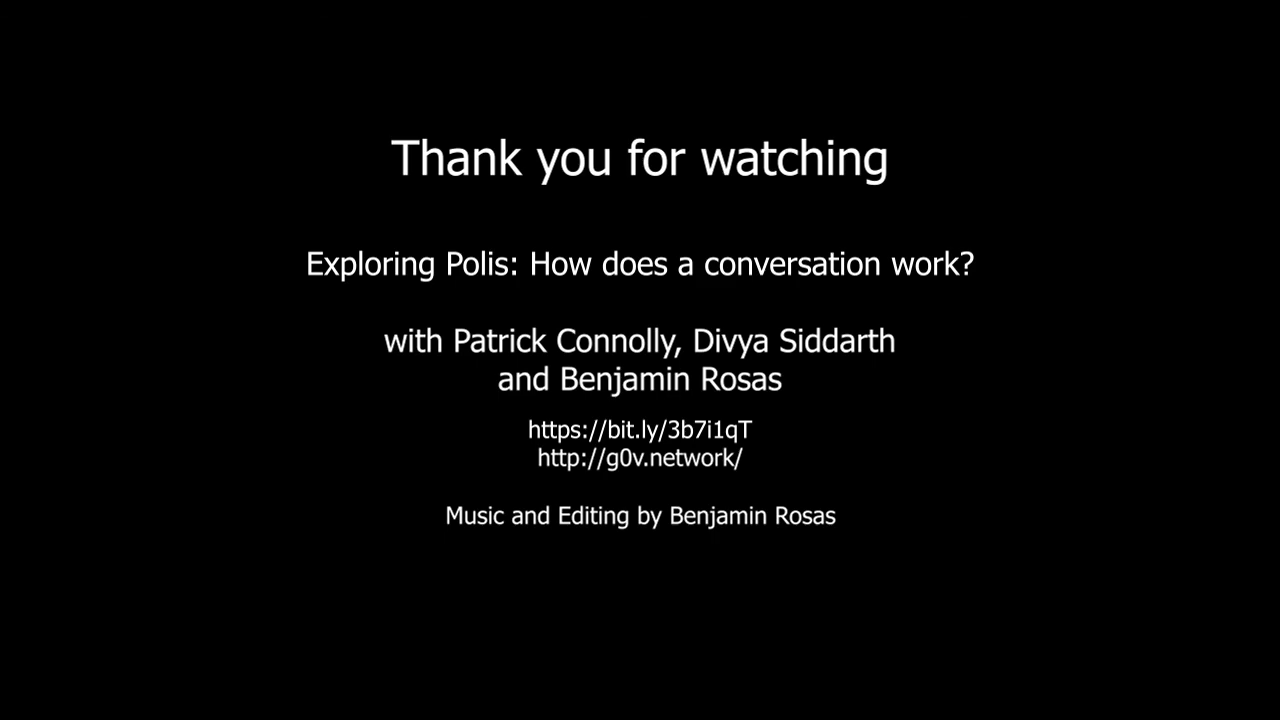 Thank you for watching
Exploring Polis: How does a conversation work?
with Patrick Connolly, Divya Siddarth
and Benjamin Rosas
https://bit.ly/3b7i1qT
http://g0v.network/
Music and Editing by Benjamin Rosas